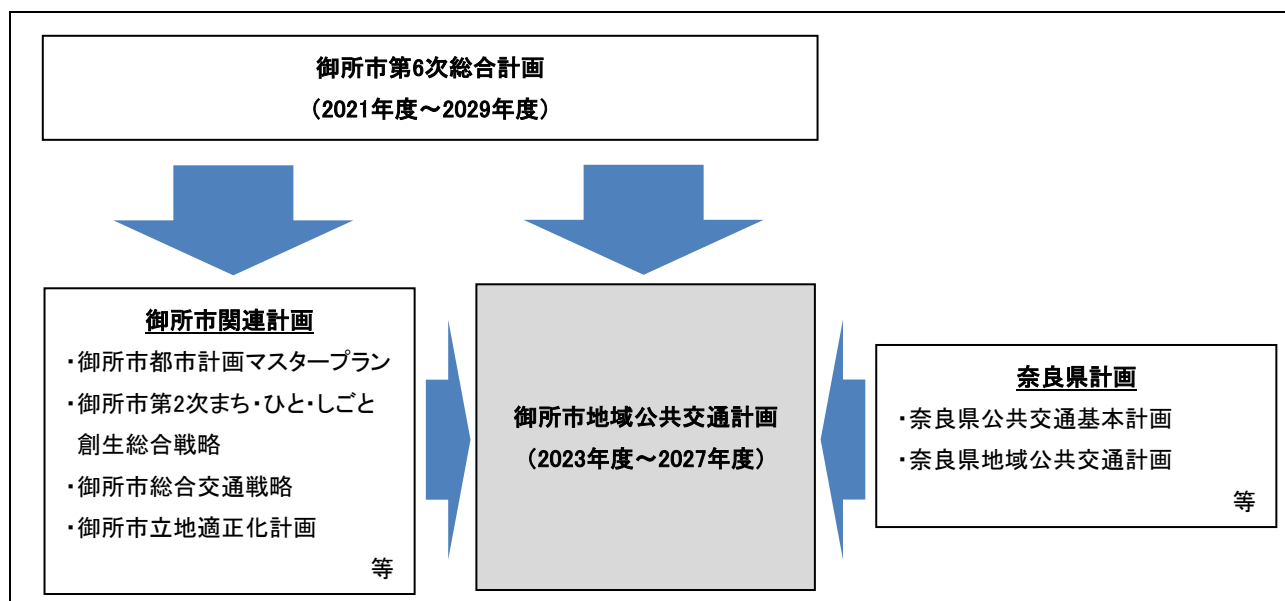 御所市第6次総合計画
（2021年度～2029年度）
御所市関連計画
・御所市都市計画マスタープラン
・御所市第2次まち・ひと・しごと
創生総合戦略
・御所市総合交通戦略
・御所市立地適正化計画
等
御所市地域公共交通計画
（2023年度～2027年度）
奈良県計画
・奈良県公共交通基本計画
・奈良県地域公共交通計画
等